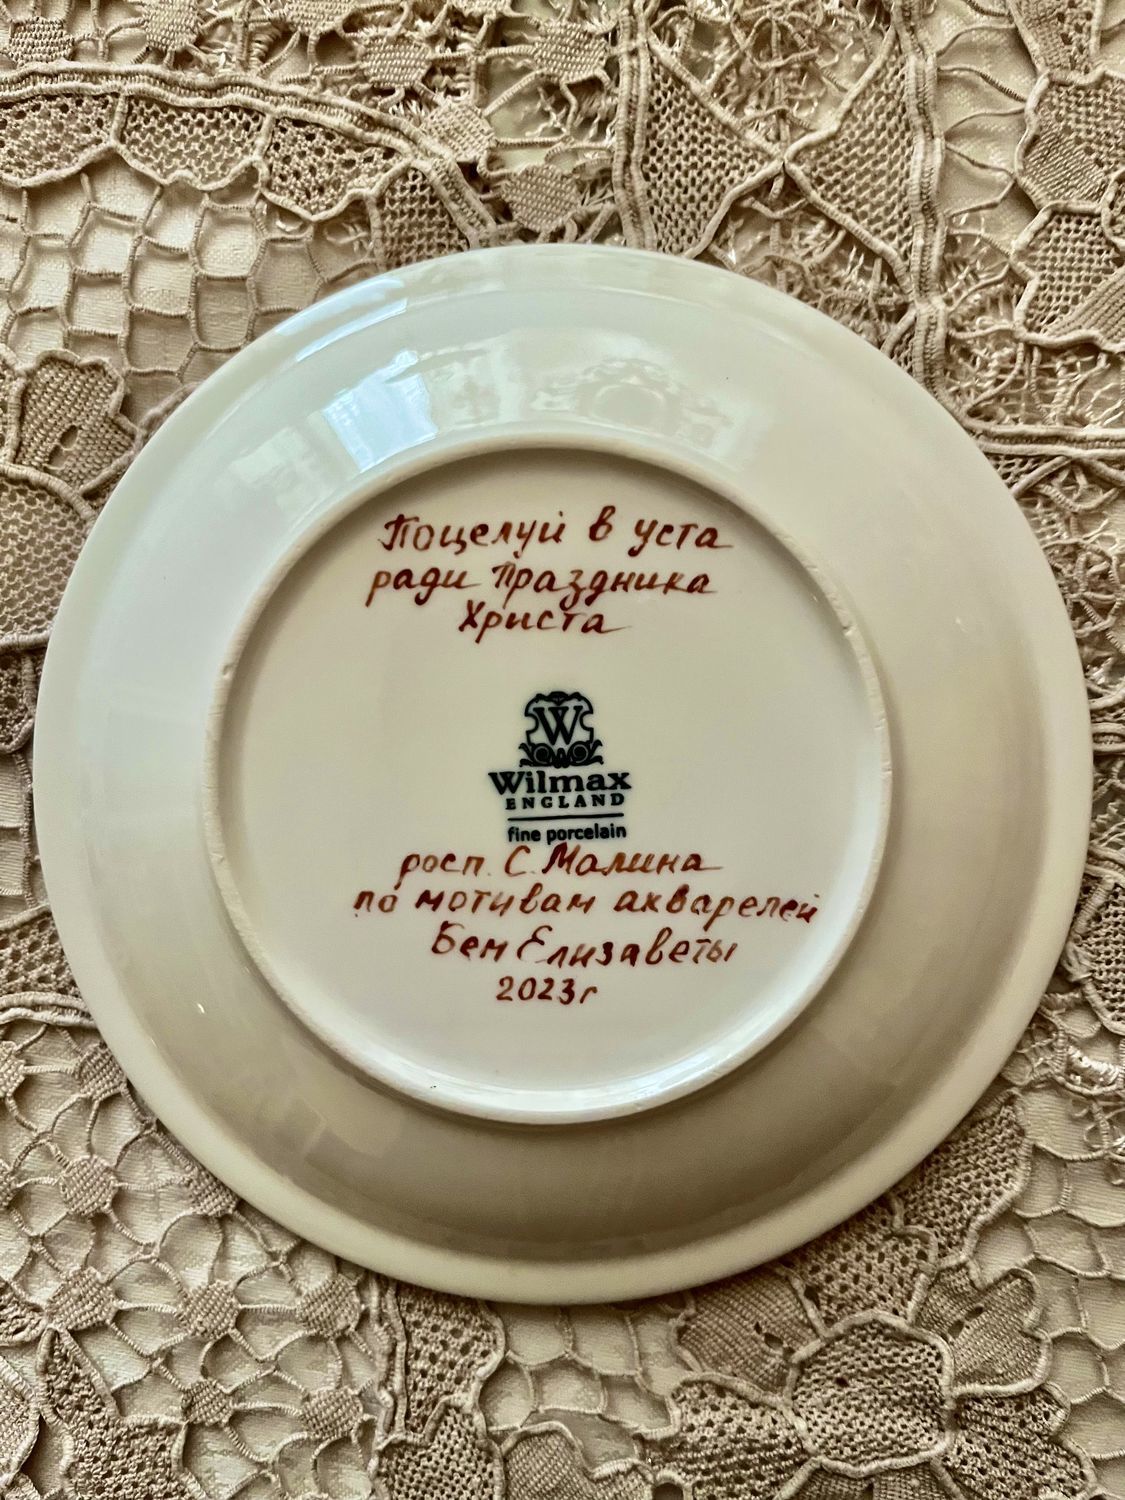 Поцелуй в уста
ради Праздника
Христа
W
Wilmax
ENGLAND
fine porcelain
росп. С. Малина
по мотивам акварелей
Бем Елизаветы
2023г